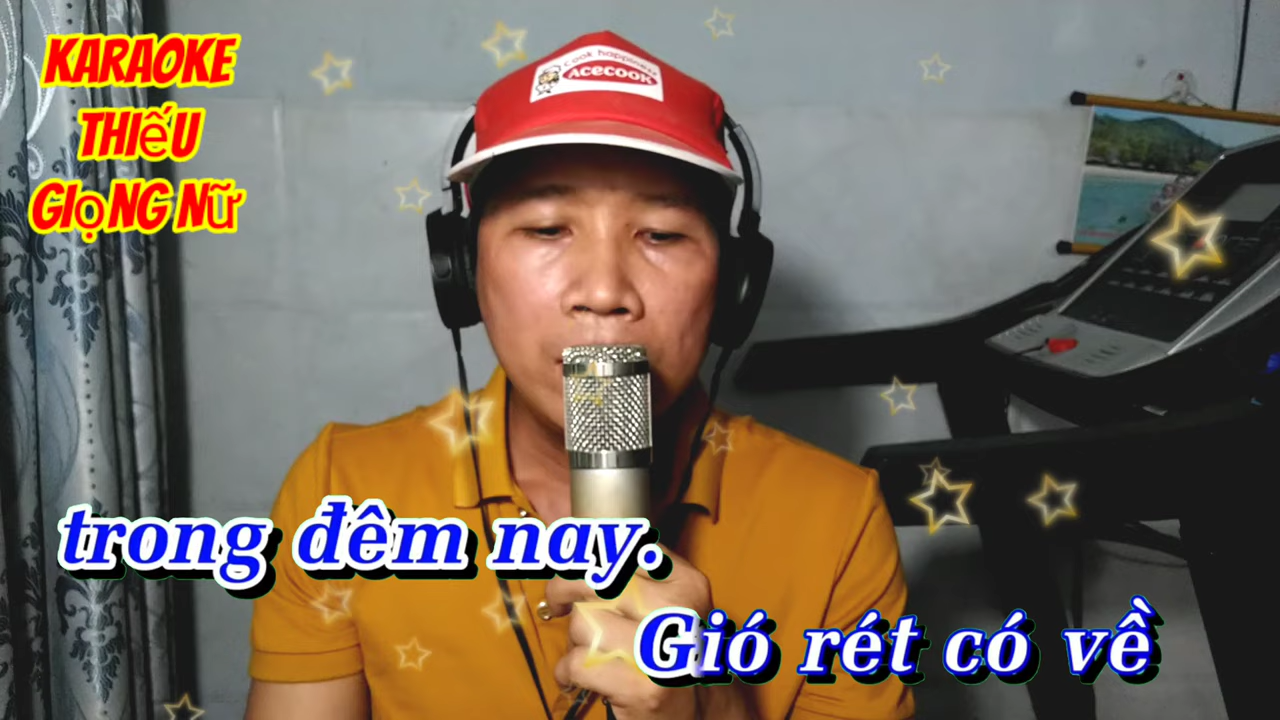 KARAOKE
THIẾU
GIỌNG NỮ
Cook happiness
ACECOOK
trong đêm nay.
Gió rét có về